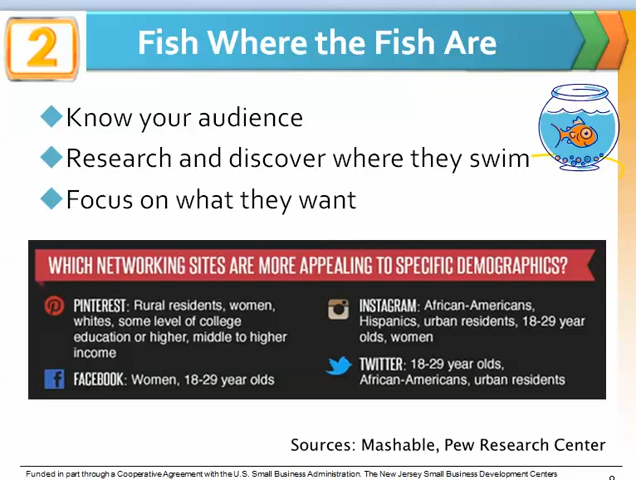 2
Fish Where the Fish Are
Know your audience
Research and discover where they swim
Focus on what they want
WHICH NETWORKING SITES ARE MORE APPEALING TO SPECIFIC DEMOGRAPHICS?
PINTEREST: Rural residents, women,
whites, some level of college
education or higher, middle to higher
income
FACEBOOK: Women, 18-29 year olds
INSTAGRAM: African-Americans,
Hispanics, urban residents, 18-29 year
olds, women
TWITTER: 18-29 year olds,
African-Americans, urban residents
Sources: Mashable, Pew Research Center
Funded in part through a Cooperative Agreement with the U.S. Small Business Administration. The New Jersey Small Business Development Centers